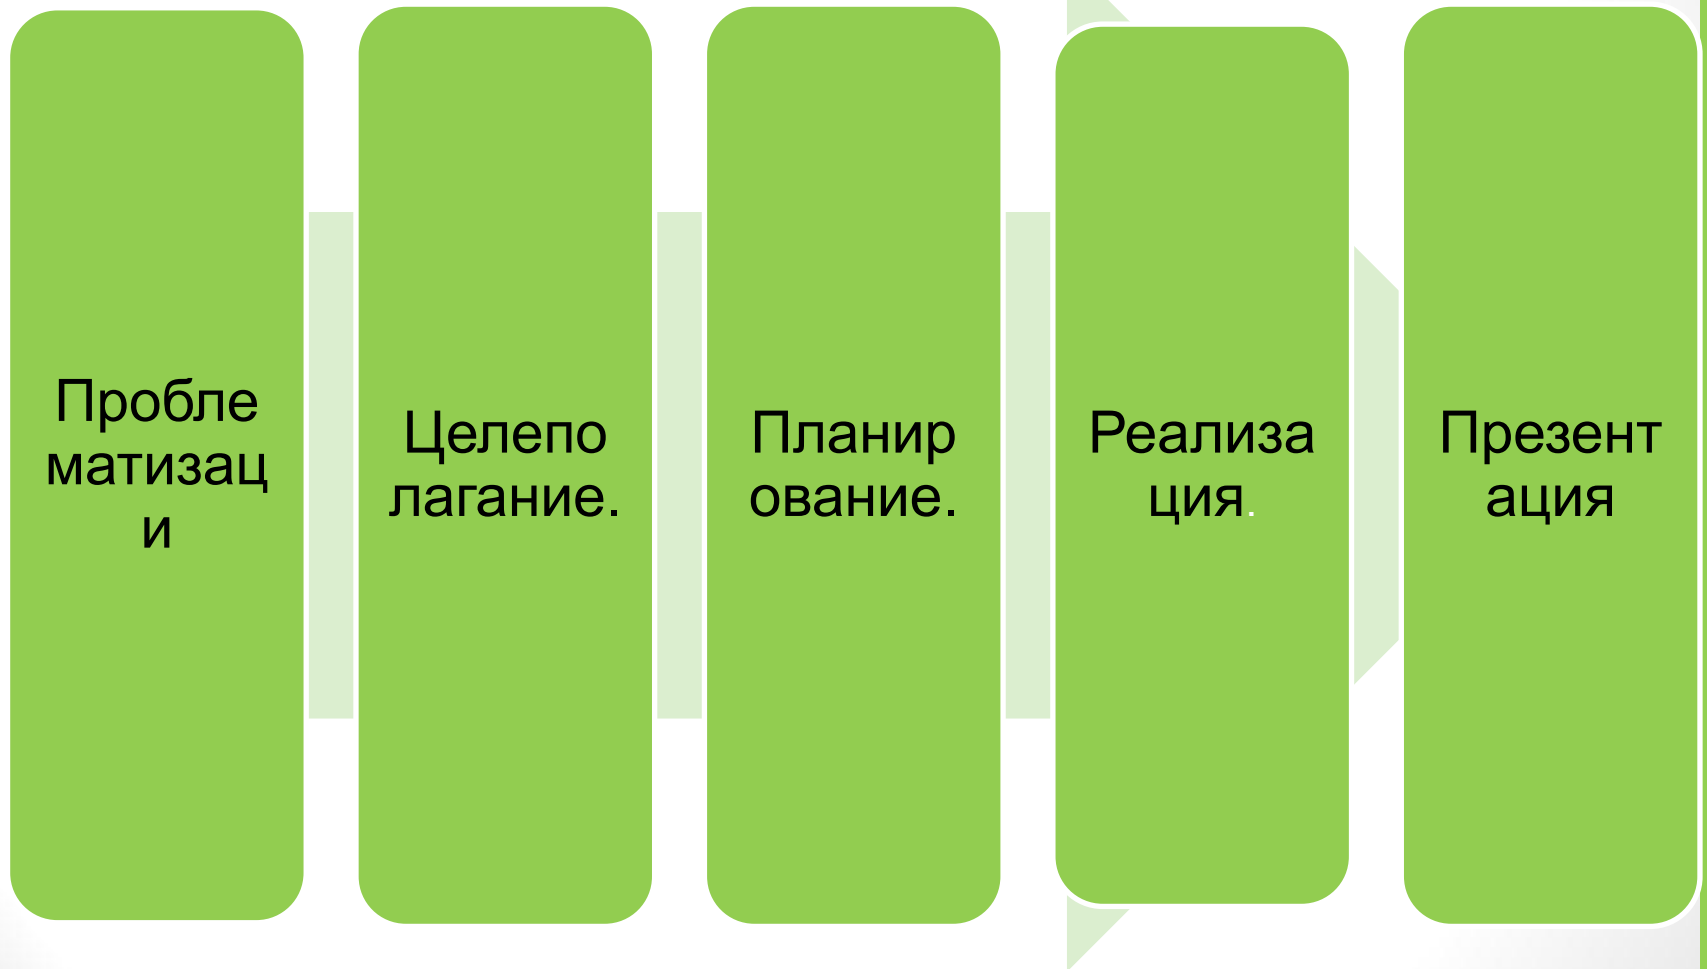 Пробле
матизац
и
Целепо
лагание.
Планир
ование.
Реализа
ция.
Презент
ация